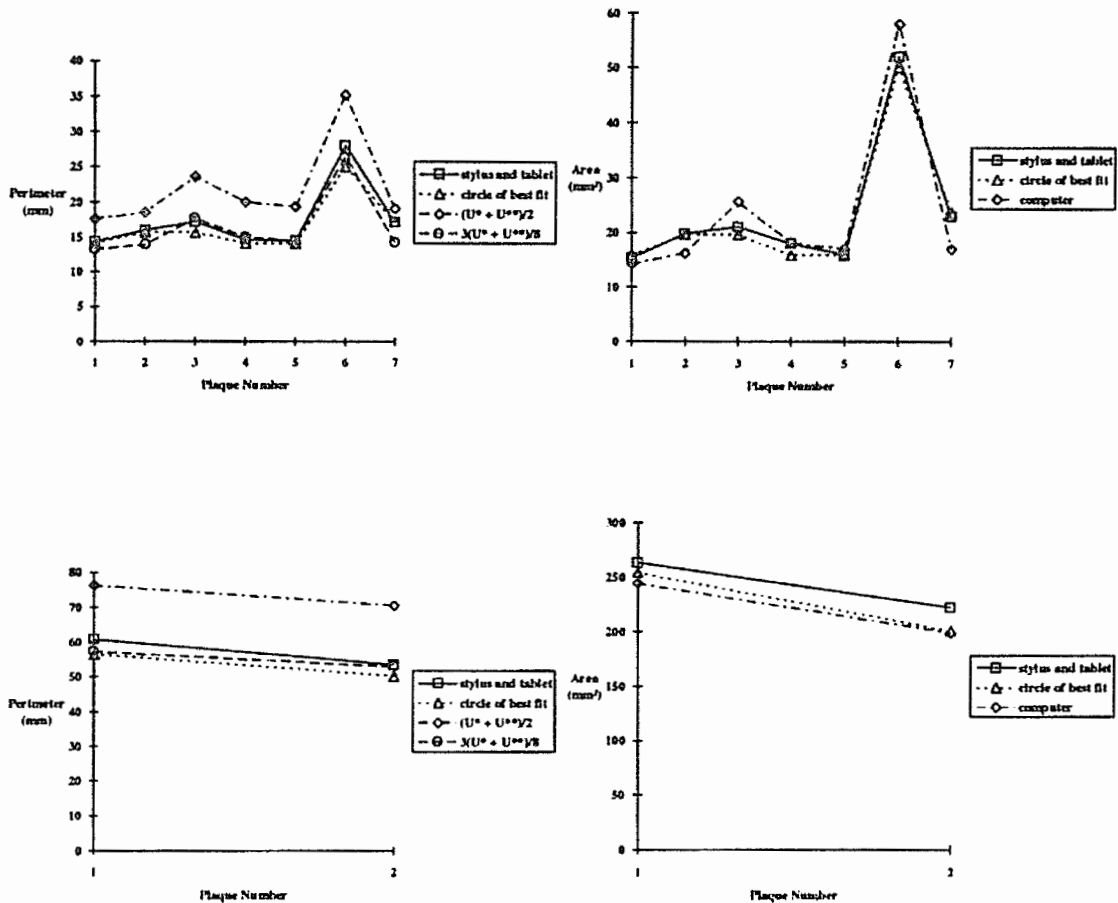 40
35
30
25
20
15
10
5
0
Perimeter
(mm)
1 2 3 4 5 6 7
Plaque Number
stylus and tablet
circle of best fit
(U* + U**)/2
3(U* + U**)/8
60
50
40
30
20
10
0
Area
(mm²)
1 2 3 4 5 6 7
Plaque Number
stylus and tablet
circle of best fit
computer
80
70
60
50
40
30
20
10
0
Perimeter
(mm)
1 2
Plaque Number
stylus and tablet
circle of best fit
(U* + U**)/2
3(U* + U**)/8
300
250
200
150
100
50
0
Area
(mm²)
1 2
Plaque Number
stylus and tablet
circle of best fit
computer